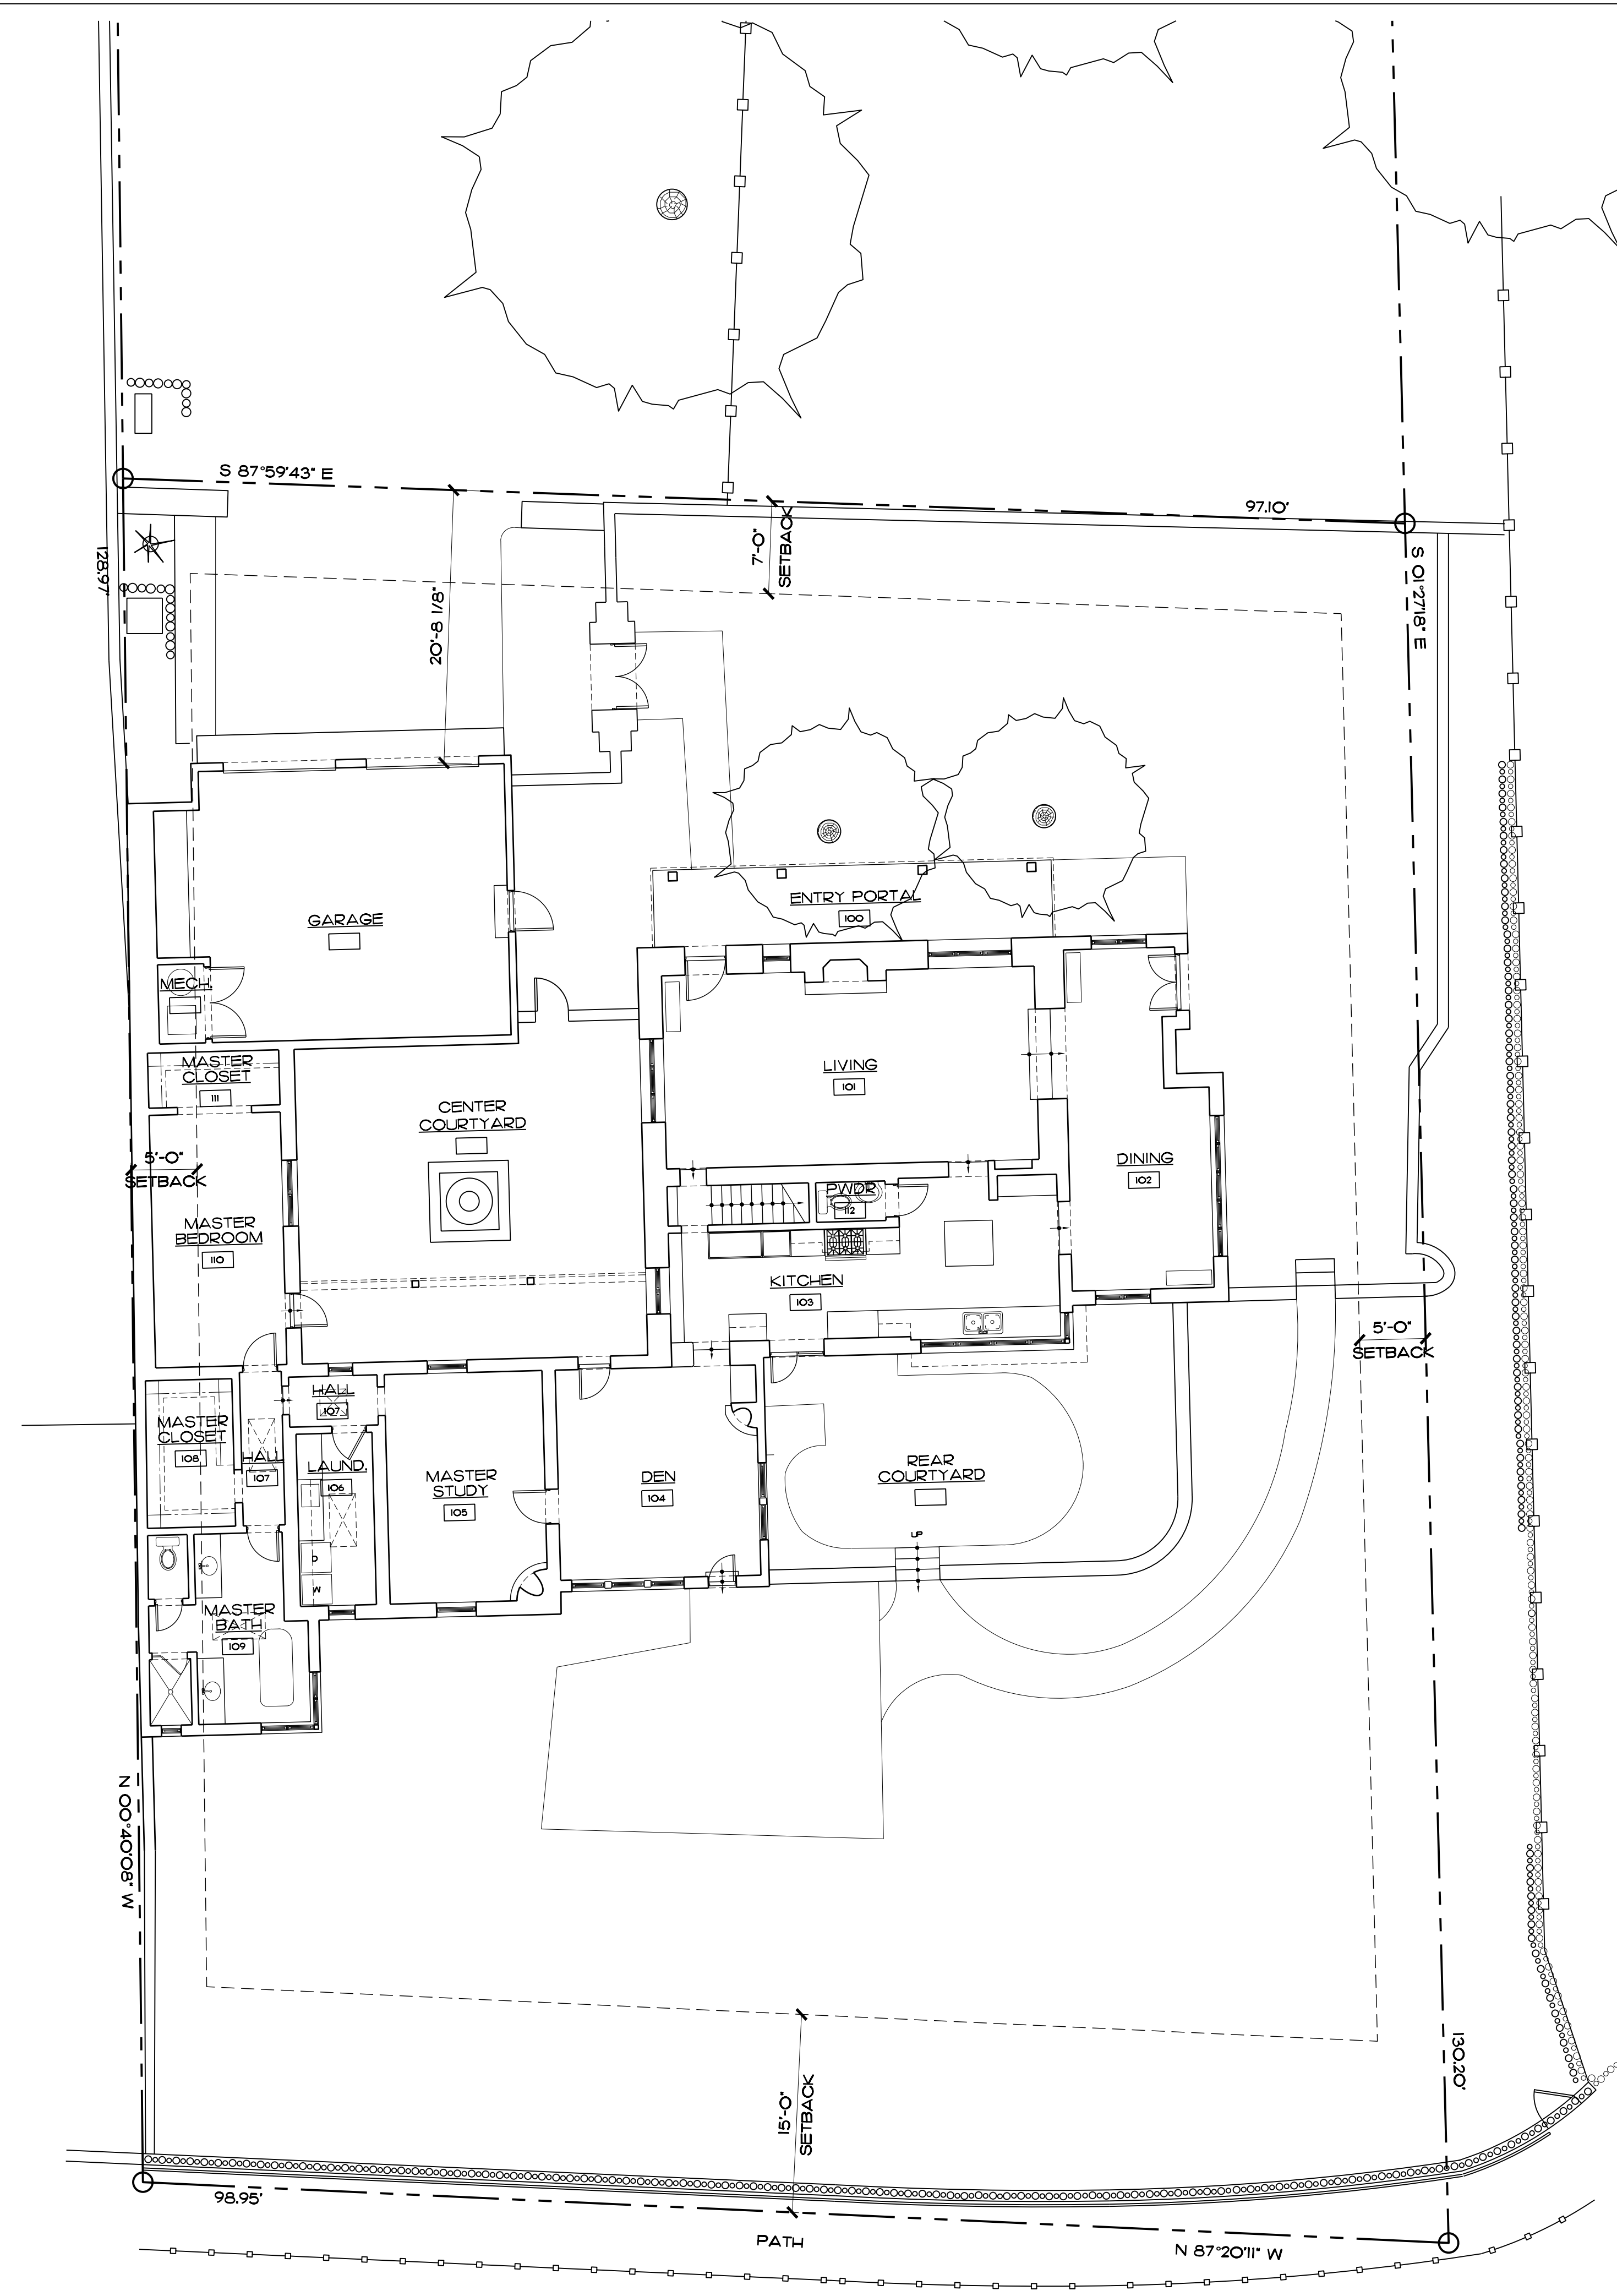 S 87°59'43" E
97.10'
128.97'
7'-0"
SETBACK
S 01°27'18" E
20'-8 1/8"
ENTRY PORTAL
100
GARAGE
MECH.
MASTER
CLOSET
111
LIVING
101
CENTER
COURTYARD
5'-0"
SETBACK
DINING
102
PWDR
112
MASTER
BEDROOM
110
KITCHEN
103
5'-0"
SETBACK
HALL
107
MASTER
CLOSET
108
HALL
107
LAUND.
106
MASTER
STUDY
105
DEN
104
REAR
COURTYARD
UP
D
W
MASTER
BATH
109
N 00°40'08" W
130.20'
15'-0"
SETBACK
98.95'
PATH
N 87°20'11" W